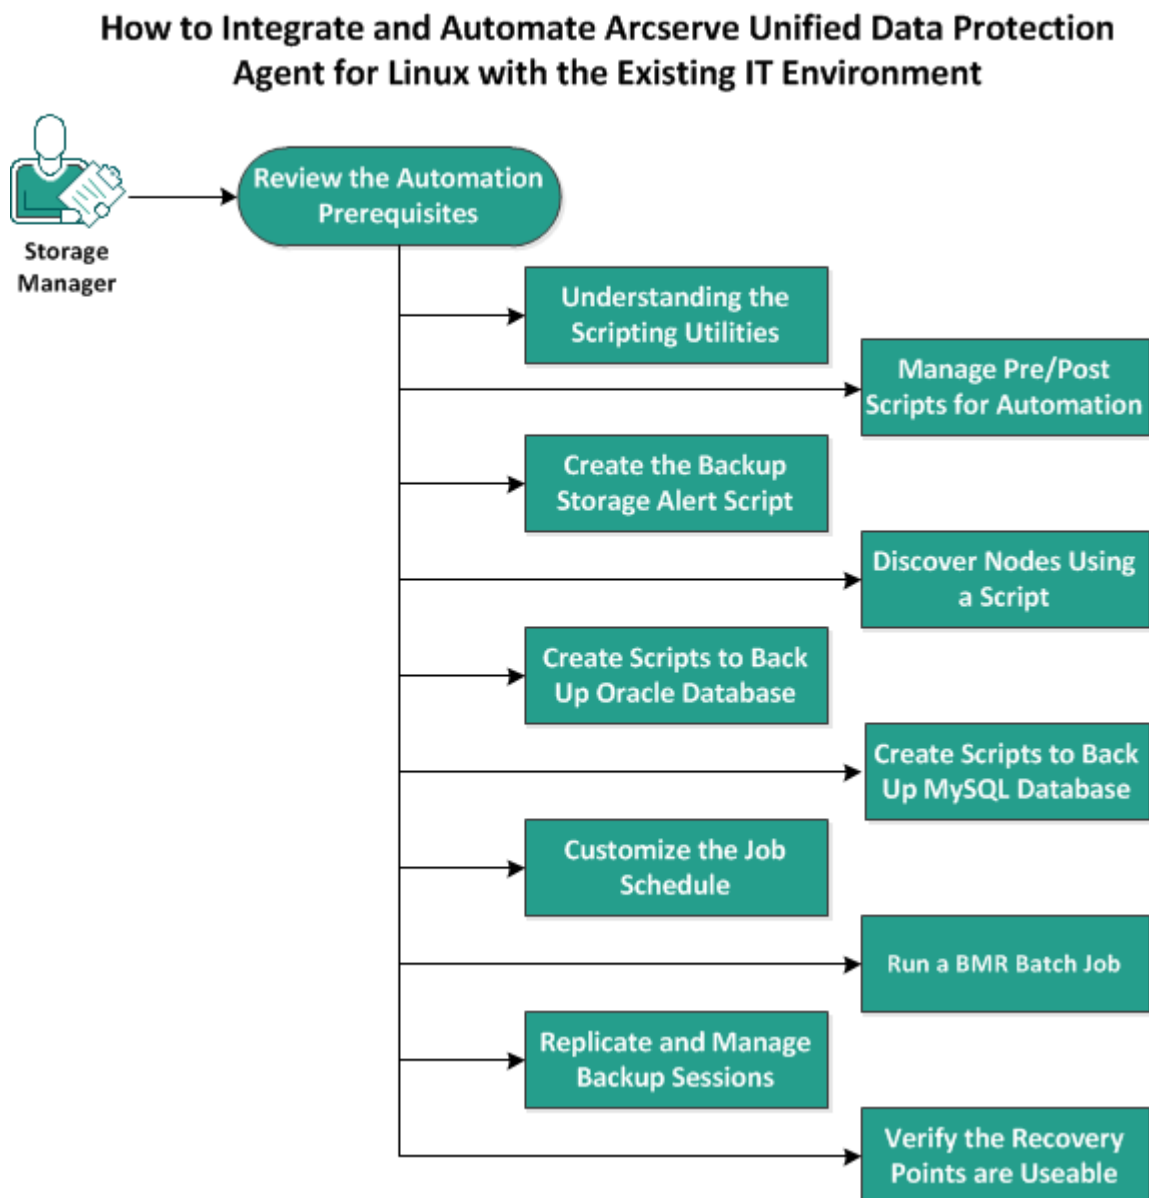 How to Integrate and Automate Arcserve Unified Data Protection
Agent for Linux with the Existing IT Environment
Storage
Manager
Review the Automation
Prerequisites
Understanding the
Scripting Utilities
Manage Pre/Post
Scripts for Automation
Create the Backup
Storage Alert Script
Discover Nodes Using
a Script
Create Scripts to Back
Up Oracle Database
Create Scripts to Back
Up MySQL Database
Customize the Job
Schedule
Run a BMR Batch Job
Replicate and Manage
Backup Sessions
Verify the Recovery
Points are Useable